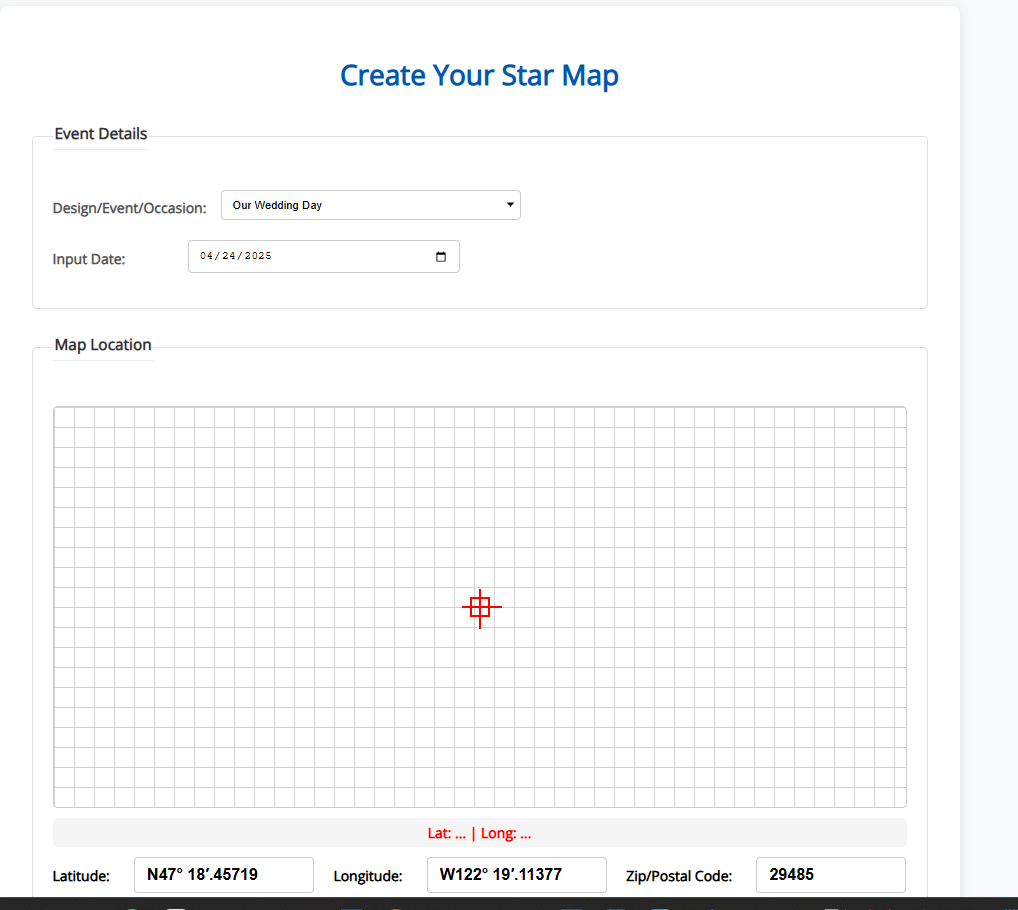 Create Your Star Map
Event Details
Design/Event/Occasion: Our Wedding Day
Input Date: 04/24/2025
Map Location
Lat: ... | Long: ...
Latitude: N47° 18′.45719 Longitude: W122° 19′.11377 Zip/Postal Code: 29485